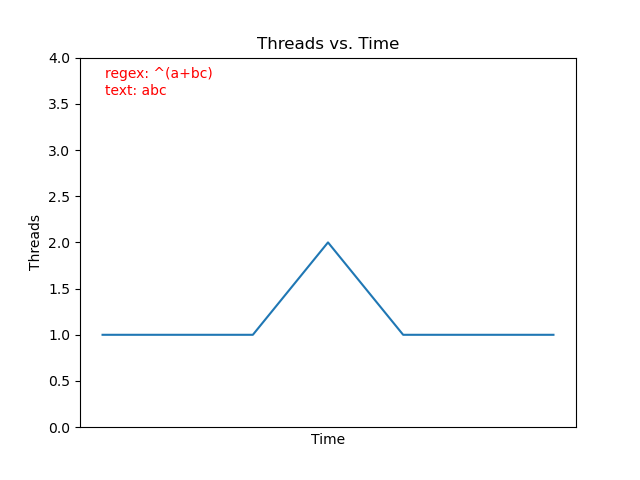 Threads vs. Time
regex: ^(a+bc)
text: abc
4.0
3.5
3.0
2.5
2.0
1.5
1.0
0.5
0.0
Threads
Time